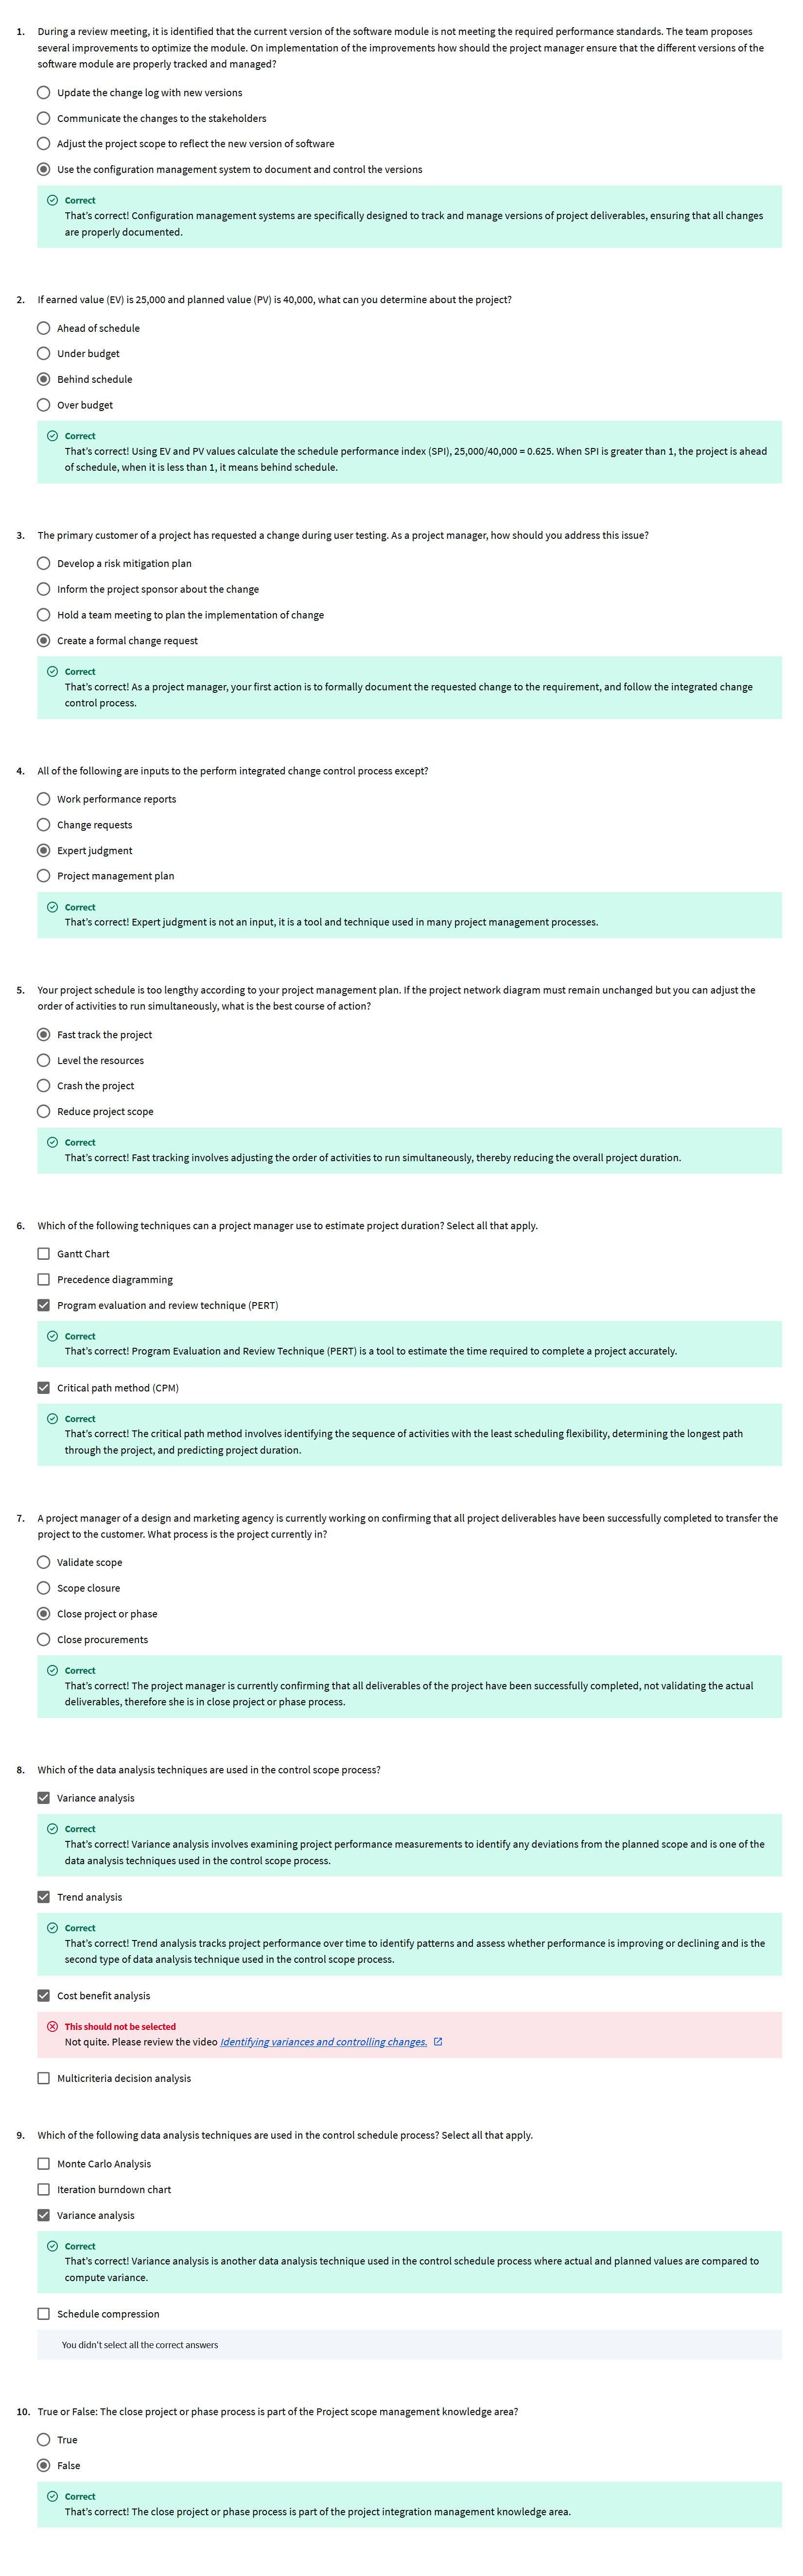 1. During a review meeting, it is identified that the current version of the software module is not meeting the required performance standards. The team proposes
several improvements to optimize the module. On implementation of the improvements how should the project manager ensure that the different versions of the
software module are properly tracked and managed?
Update the change log with new versions
Communicate the changes to the stakeholders
Adjust the project scope to reflect the new version of software
Use the configuration management system to document and control the versions
Correct
That's correct! Configuration management systems are specifically designed to track and manage versions of project deliverables, ensuring that all changes
are properly documented.
2. If earned value (EV) is 25,000 and planned value (PV) is 40,000, what can you determine about the project?
Ahead of schedule
Under budget
Behind schedule
Over budget
Correct
That's correct! Using EV and PV values calculate the schedule performance index (SPI), 25,000/40,000 = 0.625. When SPI is greater than 1, the project is ahead
of schedule, when it is less than 1, it means behind schedule.
3. The primary customer of a project has requested a change during user testing. As a project manager, how should you address this issue?
Develop a risk mitigation plan
Inform the project sponsor about the change
Hold a team meeting to plan the implementation of change
Create a formal change request
Correct
That's correct! As a project manager, your first action is to formally document the requested change to the requirement, and follow the integrated change
control process.
4. All of the following are inputs to the perform integrated change control process except?
Work performance reports
Change requests
Expert judgment
Project management plan
Correct
That's correct! Expert judgment is not an input, it is a tool and technique used in many project management processes.
5. Your project schedule is too lengthy according to your project management plan. If the project network diagram must remain unchanged but you can adjust the
order of activities to run simultaneously, what is the best course of action?
Fast track the project
Level the resources
Crash the project
Reduce project scope
Correct
That's correct! Fast tracking involves adjusting the order of activities to run simultaneously, thereby reducing the overall project duration.
6. Which of the following techniques can a project manager use to estimate project duration? Select all that apply.
Gantt Chart
Precedence diagramming
Program evaluation and review technique (PERT)
Correct
That's correct! Program Evaluation and Review Technique (PERT) is a tool to estimate the time required to complete a project accurately.
Critical path method (CPM)
Correct
That's correct! The critical path method involves identifying the sequence of activities with the least scheduling flexibility, determining the longest path
through the project, and predicting project duration.
7. A project manager of a design and marketing agency is currently working on confirming that all project deliverables have been successfully completed to transfer the
project to the customer. What process is the project currently in?
Validate scope
Scope closure
Close project or phase
Close procurements
Correct
That's correct! The project manager is currently confirming that all deliverables of the project have been successfully completed, not validating the actual
deliverables, therefore she is in close project or phase process.
8. Which of the data analysis techniques are used in the control scope process?
Variance analysis
Correct
That's correct! Variance analysis involves examining project performance measurements to identify any deviations from the planned scope and is one of the
data analysis techniques used in the control scope process.
Trend analysis
Correct
That's correct! Trend analysis tracks project performance over time to identify patterns and assess whether performance is improving or declining and is the
second type of data analysis technique used in the control scope process.
Cost benefit analysis
This should not be selected
Not quite. Please review the video Identifying variances and controlling changes.
Multicriteria decision analysis
9. Which of the following data analysis techniques are used in the control schedule process? Select all that apply.
Monte Carlo Analysis
Iteration burndown chart
Variance analysis
Correct
That's correct! Variance analysis is another data analysis technique used in the control schedule process where actual and planned values are compared to
compute variance.
Schedule compression
You didn't select all the correct answers
10. True or False: The close project or phase process is part of the Project scope management knowledge area?
True
False
Correct
That's correct! The close project or phase process is part of the project integration management knowledge area.